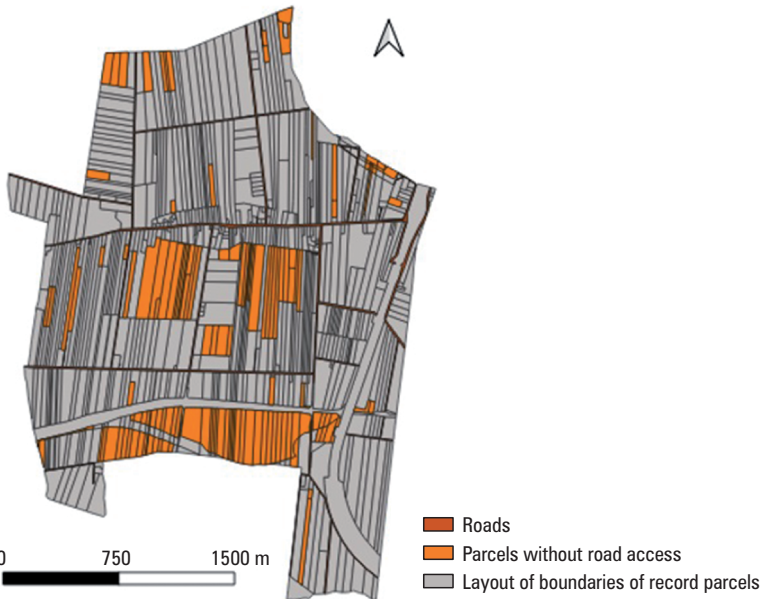 0 750 1500 m
Roads
Parcels without road access
Layout of boundaries of record parcels